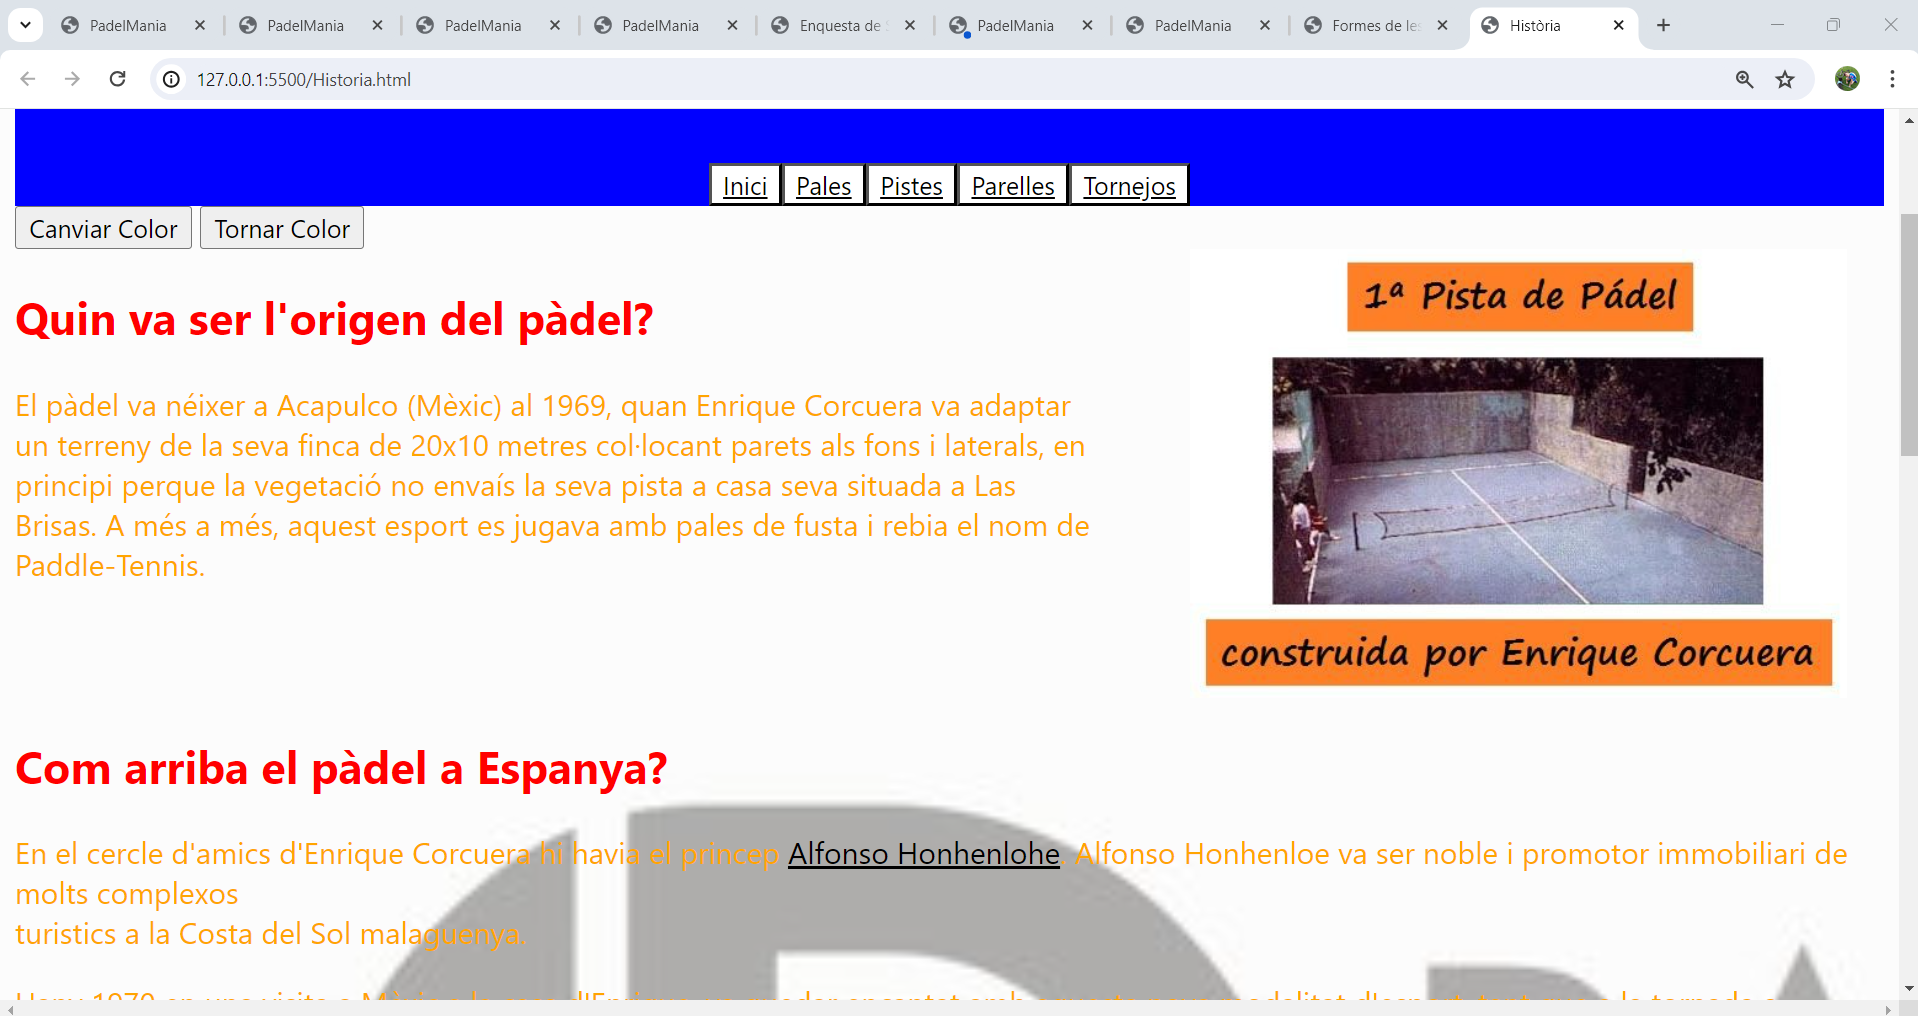 PadelMania
PadelMania
PadelMania
PadelMania
Enquesta de
PadelMania
PadelMania
Formes de les
Història
127.0.0.1:5500/Historia.html
Inici
Pales
Pistes
Parelles
Tornejos
Canviar Color
Tornar Color
Quin va ser l'origen del pàdel?
El pàdel va néixer a Acapulco (Mèxic) al 1969, quan Enrique Corcuera va adaptar
un terreny de la seva finca de 20x10 metres col·locant parets als fons i laterals, en
principi perque la vegetació no envaís la seva pista a casa seva situada a Las
Brisas. A més a més, aquest esport es jugava amb pales de fusta i rebia el nom de
Paddle-Tennis.
1ª Pista de Pádel
construida por Enrique Corcuera
Com arriba el pàdel a Espanya?
En el cercle d'amics d'Enrique Corcuera hi havia el princep Alfonso Honhenlohe. Alfonso Honhenloe va ser noble i promotor immobiliari de
molts complexos
turistics a la Costa del Sol malaguenya.